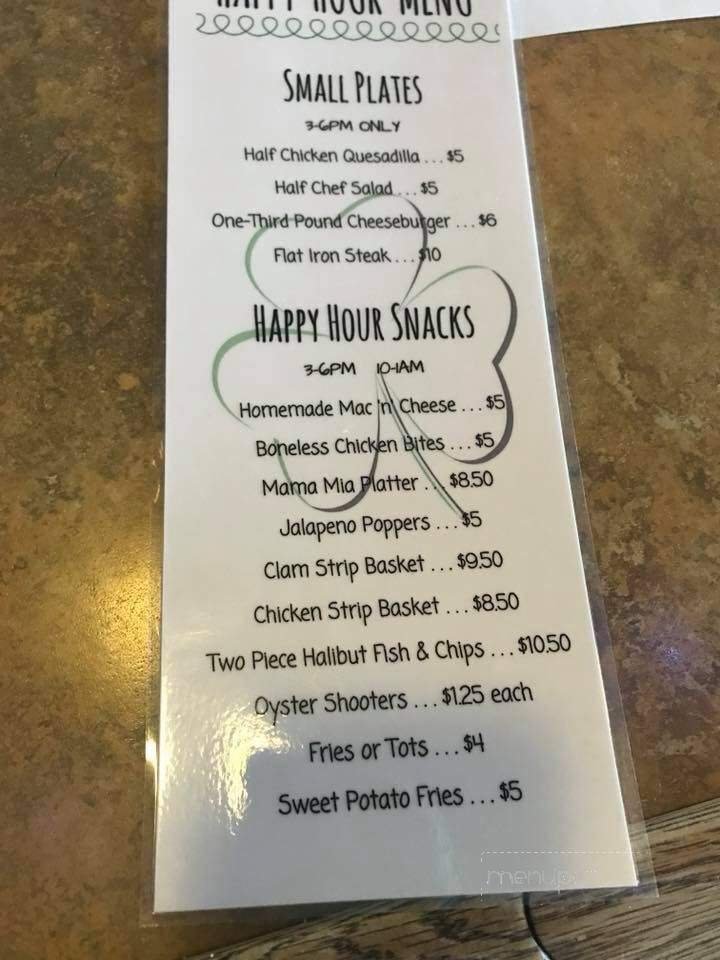 HAPPY HOUR MENU
SMALL PLATES
3-6PM ONLY
Half Chicken Quesadilla ... $5
Half Chef Salad ... $5
One-Third Pound Cheeseburger ... $6
Flat Iron Steak ... $10
HAPPY HOUR SNACKS
3-6PM 10-1AM
Homemade Mac 'n' Cheese ... $5
Boneless Chicken Bites ... $5
Mama Mia Platter ... $8.50
Jalapeno Poppers ... $5
Clam Strip Basket ... $9.50
Chicken Strip Basket ... $8.50
Two Piece Halibut Fish & Chips ... $10.50
Oyster Shooters ... $1.25 each
Fries or Tots ... $4
Sweet Potato Fries ... $5